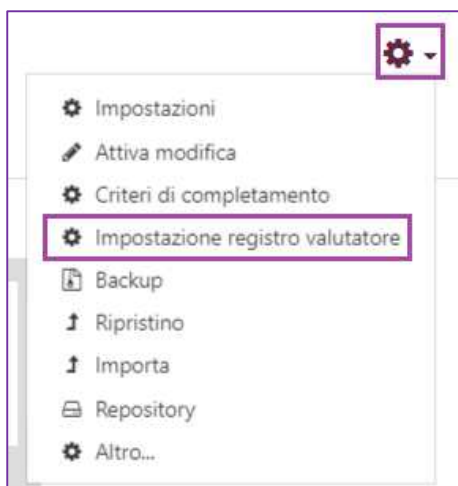 Impostazioni
Attiva modifica
Criteri di completamento
Impostazione registro valutatore
Backup
Ripristino
Importa
Repository
Altro...